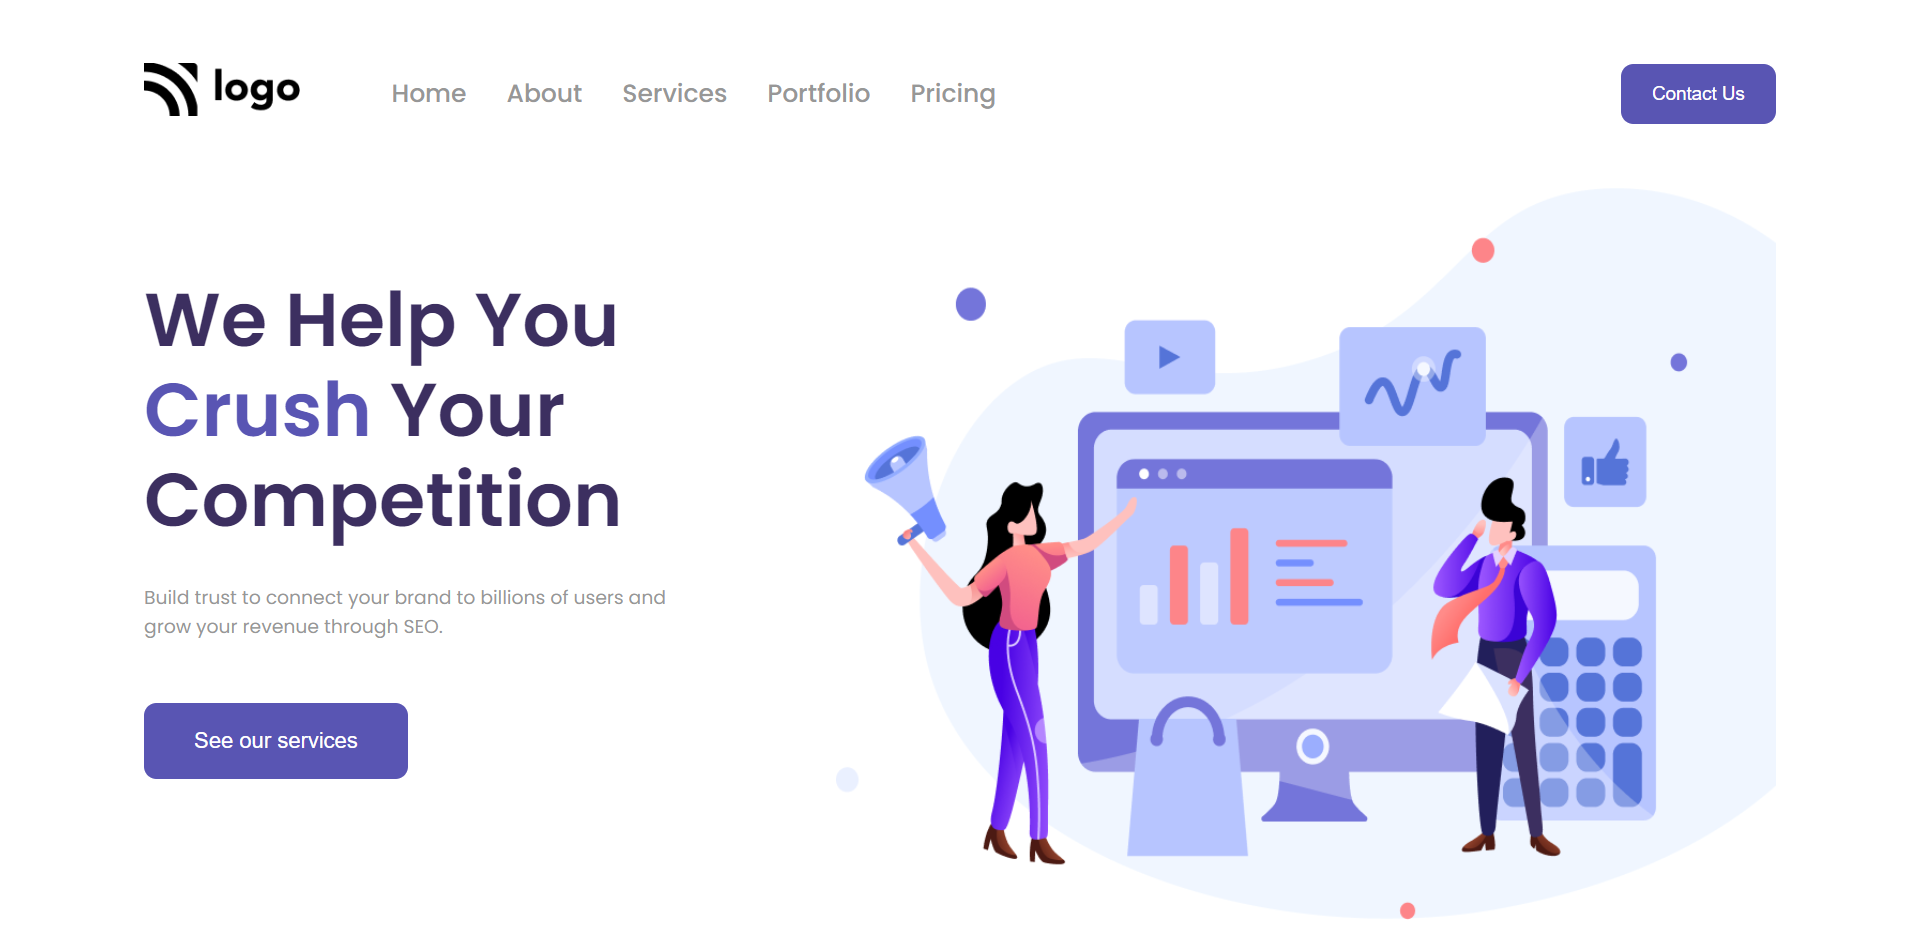 logo
Home About Services Portfolio Pricing
Contact Us
We Help You
Crush Your
Competition
Build trust to connect your brand to billions of users and
grow your revenue through SEO.
See our services